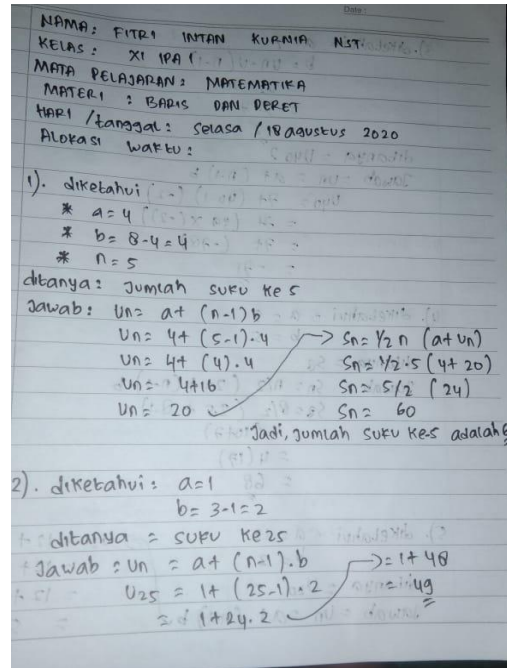 Date :
NAMA : FITRI INTAN KURNIA NST.
KELAS : XI IPA 1
MATA PELAJARAN : MATEMATIKA
MATERI : BARIS DAN DERET
HARI / tanggal : Selasa / 18 agustus 2020
ALOKASI WAKTU :
1). diketahui
* a = 4
* b = 8-4 = 4
* n = 5
ditanya : Jumlah suku ke 5
Jawab : Un = a + (n-1) b
Un = 4 + (5-1) . 4
Un = 4 + (4) . 4
Un = 4+16
Un = 20
Sn = 1/2 n (a + Un)
Sn = 1/2 . 5 (4 + 20)
Sn = 5/2 (24)
Sn = 60
Jadi, Jumlah suku ke-5 adalah 6
2). diketahui : a = 1
b = 3-1 = 2
ditanya = suku ke 25
Jawab : Un = a + (n-1) . b
U25 = 1 + (25-1) . 2
= 1 + 24 . 2
= 1 + 48
= 49